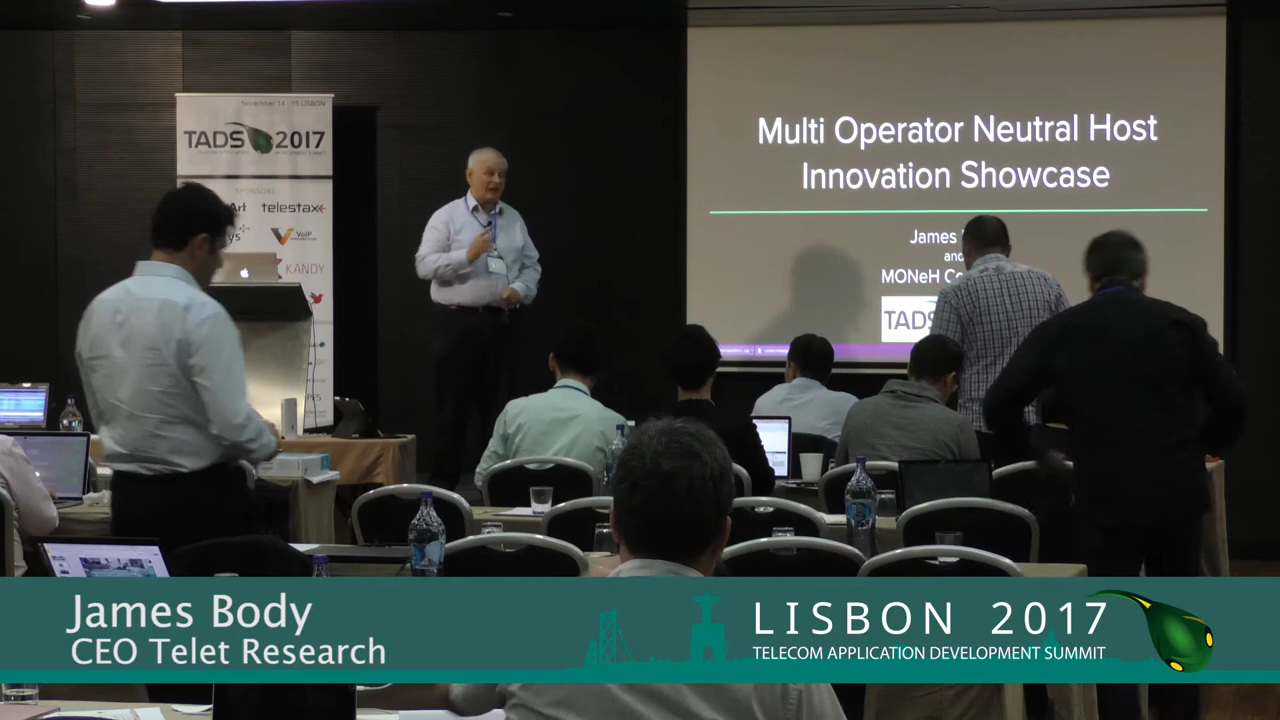 November 14 - 15 LISBON
TADS 2017
SPONSORS
telestax
VoIP
KANDY
Multi Operator Neutral Host
Innovation Showcase
James
and
MONeH
TADS
James Body
CEO Telet Research
LISBON 2017
TELECOM APPLICATION DEVELOPMENT SUMMIT